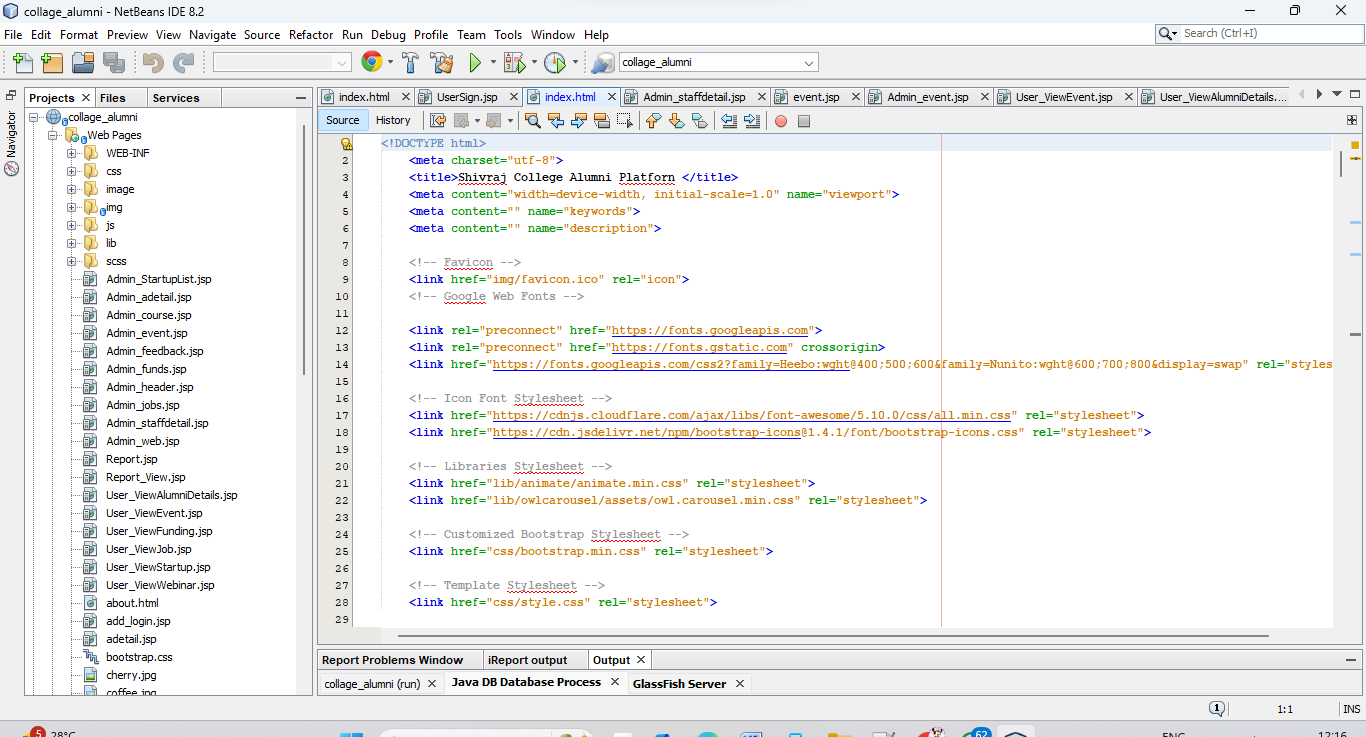 collage_alumni - NetBeans IDE 8.2
File Edit Format Preview View Navigate Source Refactor Run Debug Profile Team Tools Window Help
Search (Ctrl+I)
collage_alumni
Projects Files Services
Navigator
collage_alumni
Web Pages
WEB-INF
css
image
img
js
lib
scss
Admin_StartupList.jsp
Admin_adetail.jsp
Admin_course.jsp
Admin_event.jsp
Admin_feedback.jsp
Admin_funds.jsp
Admin_header.jsp
Admin_jobs.jsp
Admin_staffdetail.jsp
Admin_web.jsp
Report.jsp
Report_View.jsp
User_ViewAlumniDetails.jsp
User_ViewEvent.jsp
User_ViewFunding.jsp
User_ViewJob.jsp
User_ViewStartup.jsp
User_ViewWebinar.jsp
about.html
add_login.jsp
adetail.jsp
bootstrap.css
cherry.jpg
coffee.jpg
index.html UserSign.jsp index.html Admin_staffdetail.jsp event.jsp Admin_event.jsp User_ViewEvent.jsp User_ViewAlumniDetails....
Source History
<!DOCTYPE html>
2 <meta charset="utf-8">
3 <title>Shivraj College Alumni Platforn </title>
4 <meta content="width=device-width, initial-scale=1.0" name="viewport">
5 <meta content="" name="keywords">
6 <meta content="" name="description">
7
8 <!-- Favicon -->
9 <link href="img/favicon.ico" rel="icon">
10 <!-- Google Web Fonts -->
11
12 <link rel="preconnect" href="https://fonts.googleapis.com">
13 <link rel="preconnect" href="https://fonts.gstatic.com" crossorigin>
14 <link href="https://fonts.googleapis.com/css2?family=Heebo:wght@400;500;600&family=Nunito:wght@600;700;800&display=swap" rel="styles
15
16 <!-- Icon Font Stylesheet -->
17 <link href="https://cdnjs.cloudflare.com/ajax/libs/font-awesome/5.10.0/css/all.min.css" rel="stylesheet">
18 <link href="https://cdn.jsdelivr.net/npm/bootstrap-icons@1.4.1/font/bootstrap-icons.css" rel="stylesheet">
19
20 <!-- Libraries Stylesheet -->
21 <link href="lib/animate/animate.min.css" rel="stylesheet">
22 <link href="lib/owlcarousel/assets/owl.carousel.min.css" rel="stylesheet">
23
24 <!-- Customized Bootstrap Stylesheet -->
25 <link href="css/bootstrap.min.css" rel="stylesheet">
26
27 <!-- Template Stylesheet -->
28 <link href="css/style.css" rel="stylesheet">
29
Report Problems Window iReport output Output
collage_alumni (run) Java DB Database Process GlassFish Server
1 1:1 INS
5 28°C 62 ENG 12:16